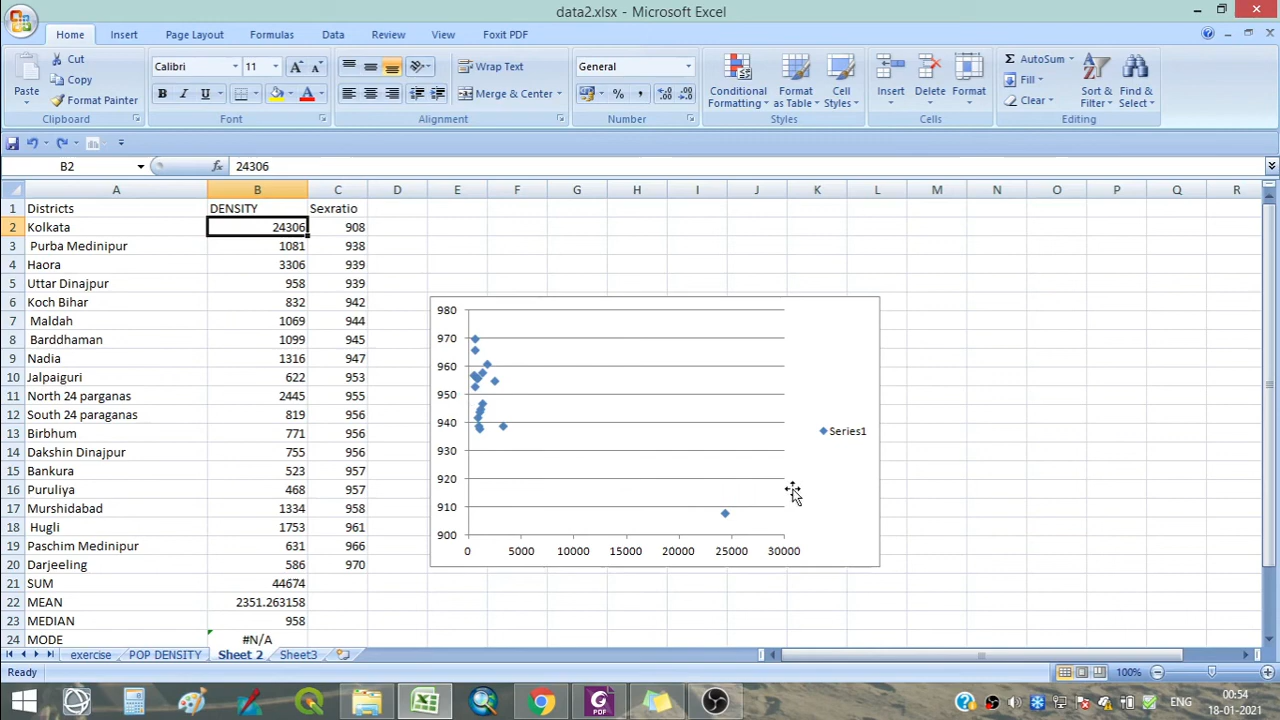 data2.xlsx - Microsoft Excel
Home Insert Page Layout Formulas Data Review View Foxit PDF
Paste Cut Copy Format Painter Clipboard
Calibri 11 B I U A Font
Wrap Text Merge & Center Alignment
General % , Number
Conditional Formatting Format as Table Cell Styles Styles
Insert Delete Format Cells
Σ AutoSum Fill Clear Sort & Filter Find & Select Editing
B2 fx 24306
A B C D E F G H I J K L M N O P Q R
1 Districts DENSITY Sexratio
2 Kolkata 24306 908
3 Purba Medinipur 1081 938
4 Haora 3306 939
5 Uttar Dinajpur 958 939
6 Koch Bihar 832 942
7 Maldah 1069 944
8 Barddhaman 1099 945
9 Nadia 1316 947
10 Jalpaiguri 622 953
11 North 24 parganas 2445 955
12 South 24 paraganas 819 956
13 Birbhum 771 956
14 Dakshin Dinajpur 755 956
15 Bankura 523 957
16 Puruliya 468 957
17 Murshidabad 1334 958
18 Hugli 1753 961
19 Paschim Medinipur 631 966
20 Darjeeling 586 970
21 SUM 44674
22 MEAN 2351.263158
23 MEDIAN 958
24 MODE #N/A
980
970
960
950
940
930
920
910
900
0 5000 10000 15000 20000 25000 30000
Series1
exercise POP DENSITY Sheet 2 Sheet3
Ready 100%
PDF ENG 00:54
18-01-2021